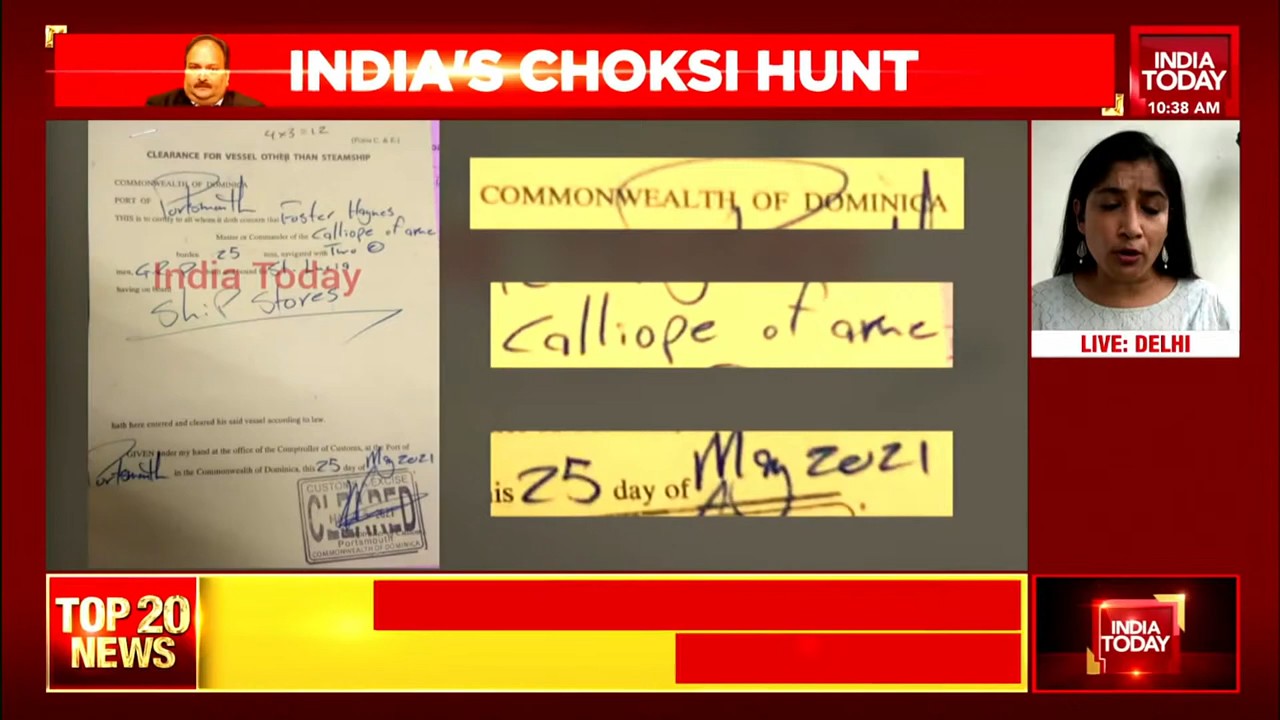 INDIA'S CHOKSI HUNT
INDIA
TODAY
10:38 AM
4x3=12
CLEARANCE FOR VESSEL OTHER THAN STEAMSHIP
COMMONWEALTH OF DOMINICA
PORT OF Portsmouth
THIS is to certify to all whom it doth concern that Foster Haynes
Master or Commander of the Calliope of arne
burden 25 tons, navigated with Two
men, G.R.P
India Today
having on board
Ship Stores
hath here entered and cleared his said vessel according to law.
GIVEN under my hand at the office of the Comptroller of Customs, at the Port of
Portsmouth in the Commonwealth of Dominica, this 25 day of May 2021
CUSTOMS EXCISE
CLEARED
Portsmouth
COMMONWEALTH OF DOMINICA
COMMONWEALTH OF DOMINICA
Calliope of arne
is 25 day of May 2021
LIVE: DELHI
TOP 20
NEWS
INDIA
TODAY